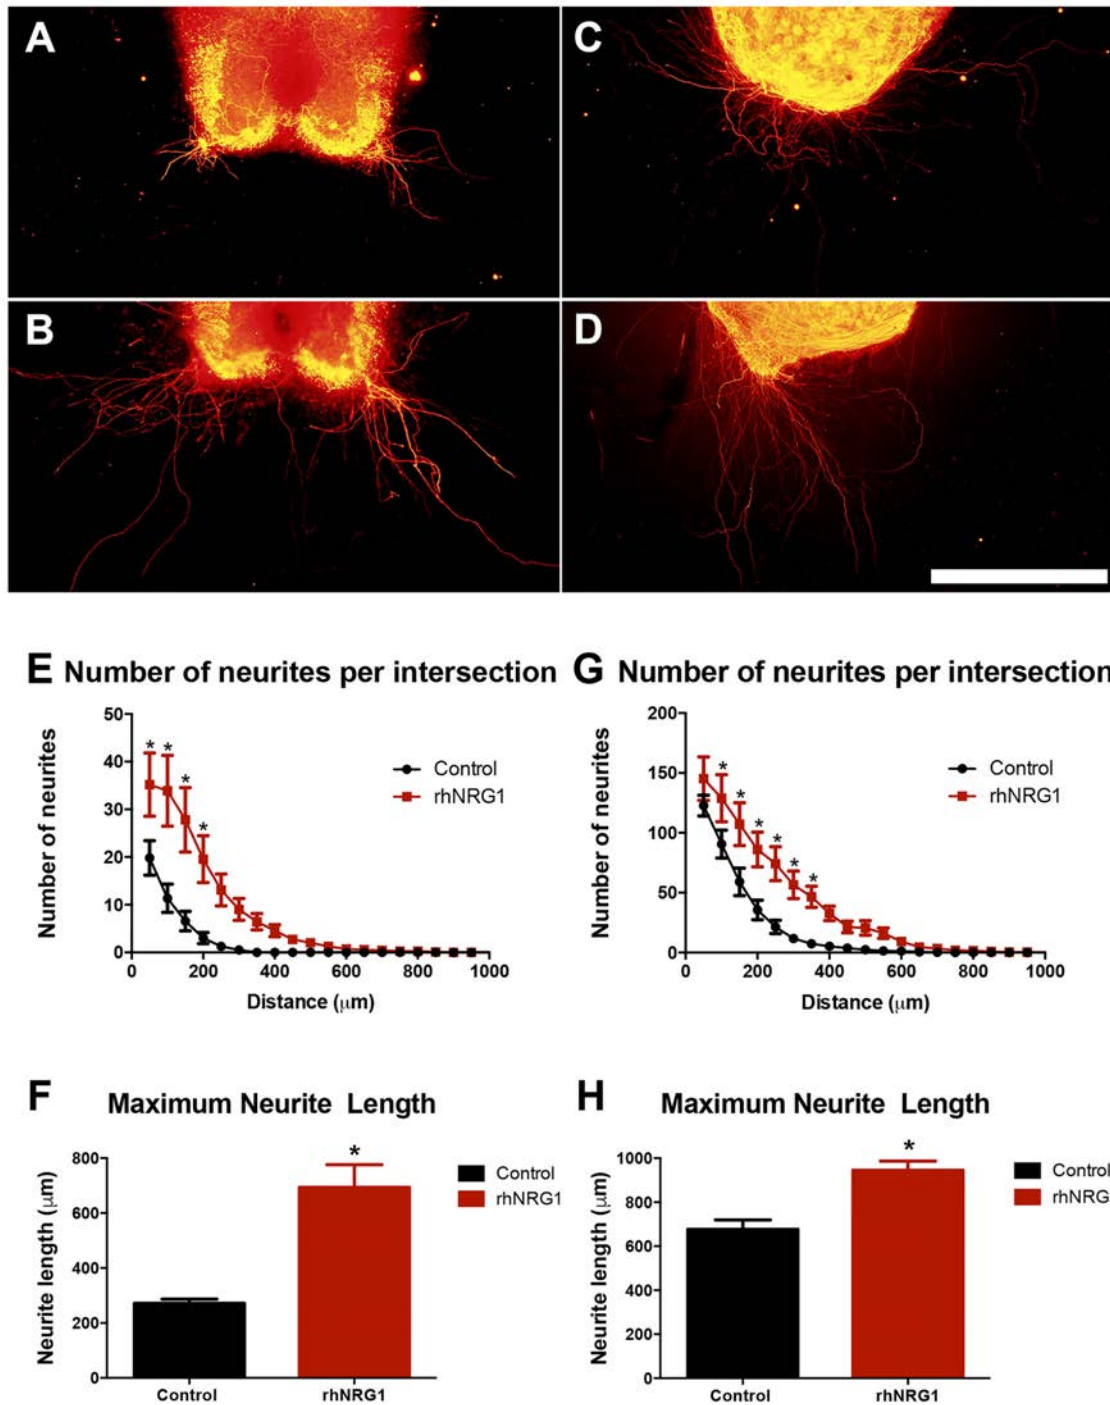 A
C
B
D
E Number of neurites per intersection
Number of neurites
50
40
30
20
10
0
* * * *
Control
rhNRG1
0 200 400 600 800 1000
Distance (μm)
G Number of neurites per intersection
Number of neurites
200
150
100
50
0
* * * * * *
Control
rhNRG1
0 200 400 600 800 1000
Distance (μm)
F Maximum Neurite Length
Neurite length (μm)
800
600
400
200
0
*
Control
rhNRG1
Control rhNRG1
H Maximum Neurite Length
Neurite length (μm)
1000
800
600
400
200
0
*
Control
rhNRG
Control rhNRG1